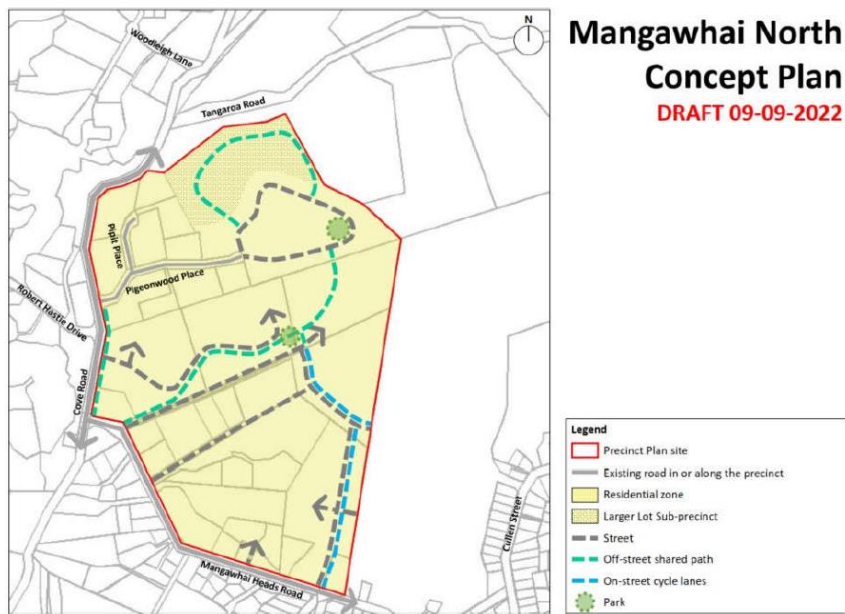 Mangawhai North
Concept Plan
DRAFT 09-09-2022
N
Woodleigh Lane
Tangaroa Road
Pipit Place
Pigeonwood Place
Robert Hastie Drive
Cove Road
Mangawhai Heads Road
Cullen Street
Legend
Precinct Plan site
Existing road in or along the precinct
Residential zone
Larger Lot Sub-precinct
Street
Off-street shared path
On-street cycle lanes
Park